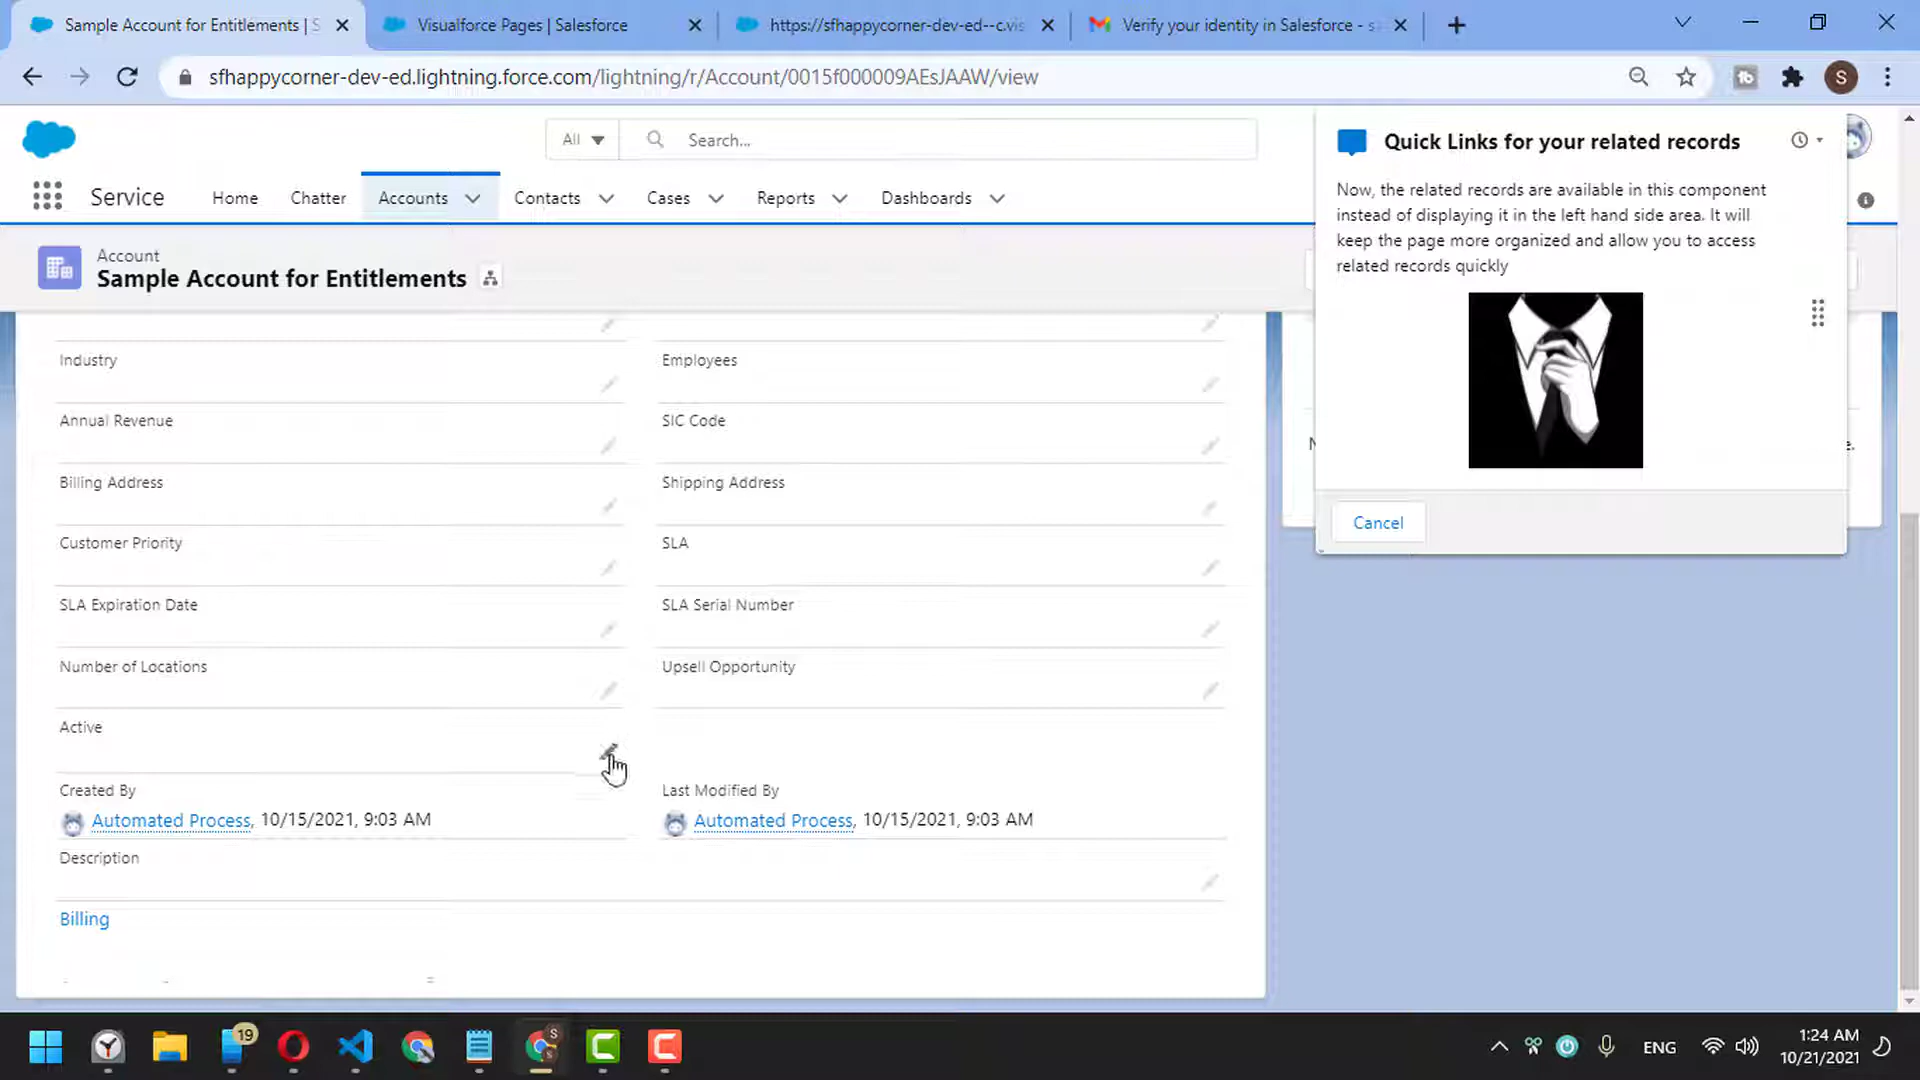 Sample Account for Entitlements | S
Visualforce Pages | Salesforce
https://sfhappycorner-dev-ed--c.vis
Verify your identity in Salesforce - s
sfhappycorner-dev-ed.lightning.force.com/lightning/r/Account/0015f000009AEsJAAW/view
S
All
Search...
Service
Home
Chatter
Accounts
Contacts
Cases
Reports
Dashboards
Account
Sample Account for Entitlements
Quick Links for your related records
Now, the related records are available in this component
instead of displaying it in the left hand side area. It will
keep the page more organized and allow you to access
related records quickly
Cancel
Industry
Employees
Annual Revenue
SIC Code
Billing Address
Shipping Address
Customer Priority
SLA
SLA Expiration Date
SLA Serial Number
Number of Locations
Upsell Opportunity
Active
Created By
Automated Process, 10/15/2021, 9:03 AM
Last Modified By
Automated Process, 10/15/2021, 9:03 AM
Description
Billing
19
S
ENG
1:24 AM
10/21/2021